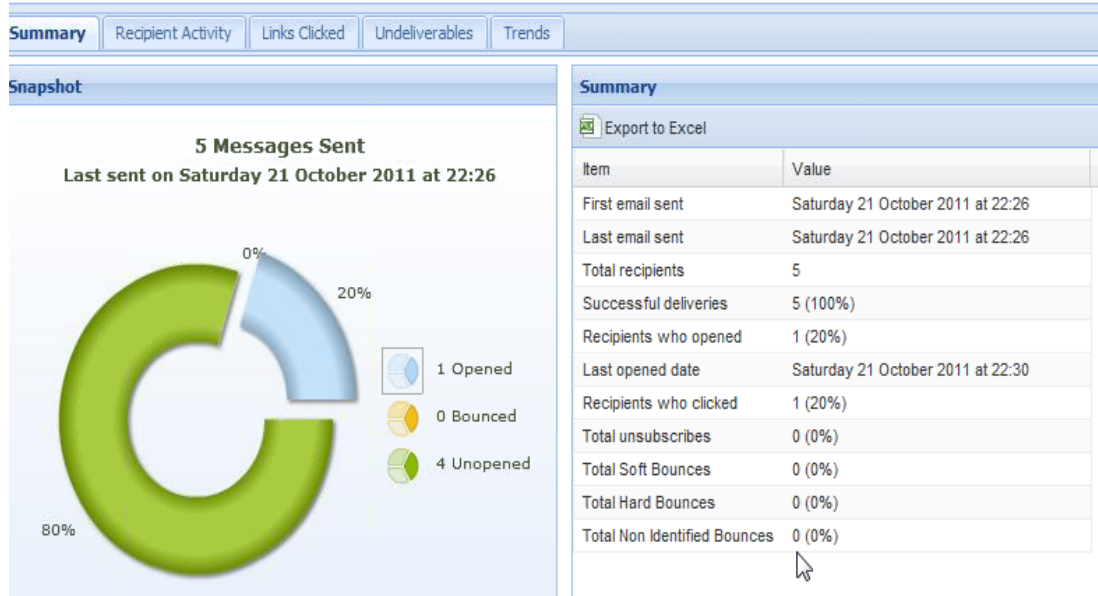 Summary Recipient Activity Links Clicked Undeliverables Trends
Snapshot
5 Messages Sent
Last sent on Saturday 21 October 2011 at 22:26
0%
20%
80%
1 Opened
0 Bounced
4 Unopened
Summary
Export to Excel
Item Value
First email sent Saturday 21 October 2011 at 22:26
Last email sent Saturday 21 October 2011 at 22:26
Total recipients 5
Successful deliveries 5 (100%)
Recipients who opened 1 (20%)
Last opened date Saturday 21 October 2011 at 22:30
Recipients who clicked 1 (20%)
Total unsubscribes 0 (0%)
Total Soft Bounces 0 (0%)
Total Hard Bounces 0 (0%)
Total Non Identified Bounces 0 (0%)